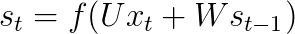 s_t = f(Ux_t + Ws_{t-1})